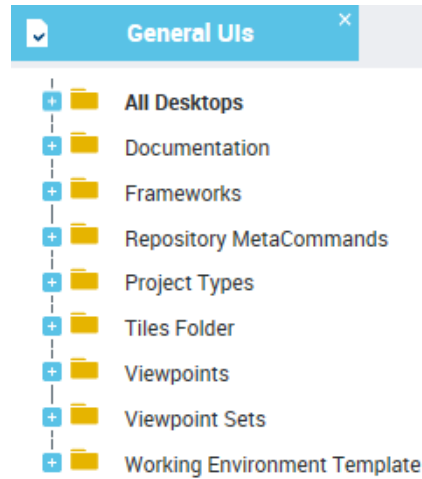 General UIs
All Desktops
Documentation
Frameworks
Repository MetaCommands
Project Types
Tiles Folder
Viewpoints
Viewpoint Sets
Working Environment Template